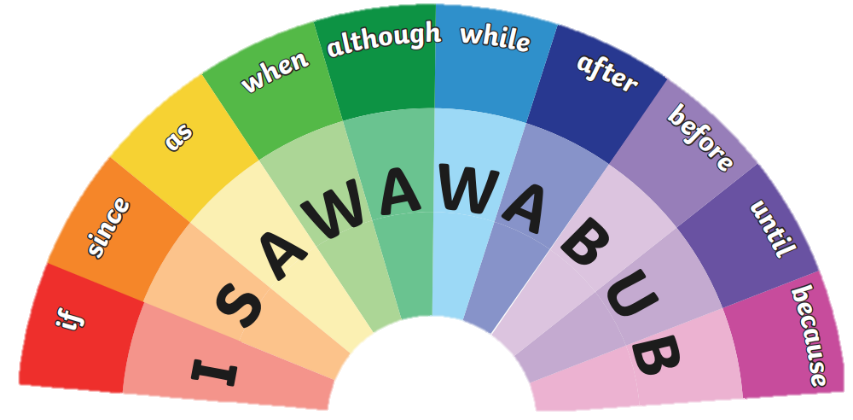 if
since
as
when
although
while
after
before
until
because
I S A W A W A B U B